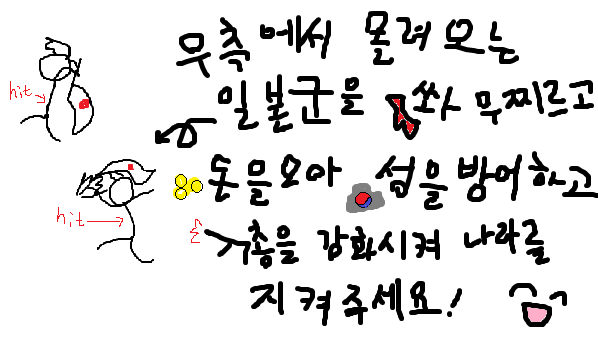 우측에서 몰려오는
hit 일본군을 쏴 무찌르고
돈을모아 섬을방어하고
hit 총을 강화시켜 나라를
지켜주세요!